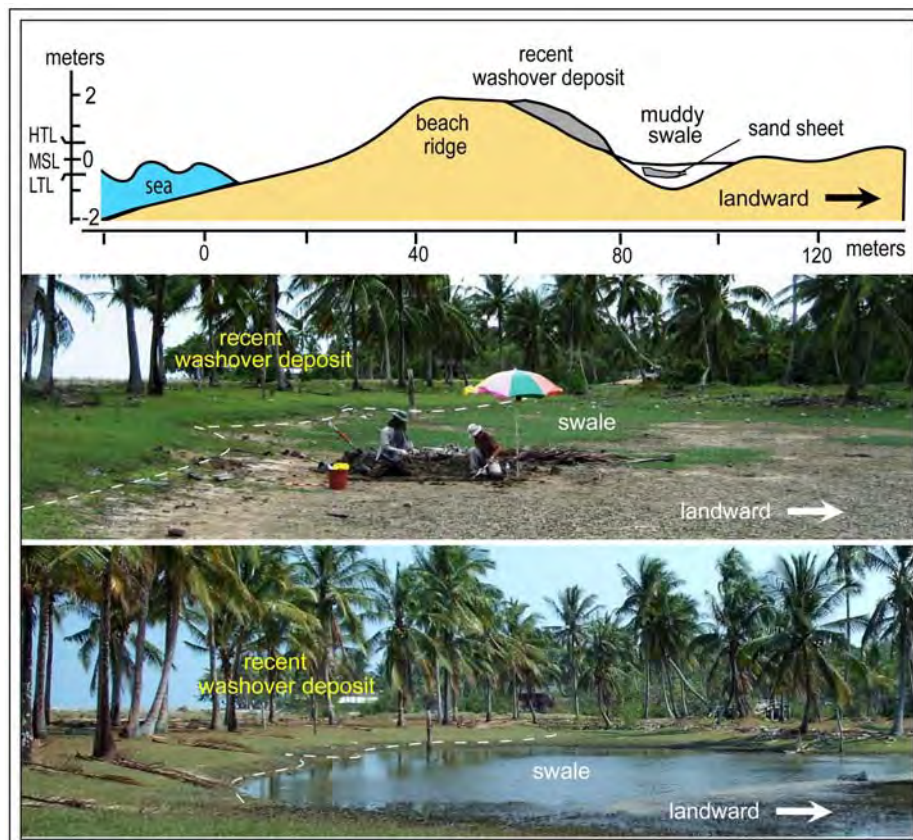 meters
recent
washover deposit
2
muddy
swale
HTL
beach
ridge
sand sheet
MSL
0
LTL
sea
landward
-2
0
40
60
80
120
meters
recent
washover deposit
swale
landward
recent
washover deposit
swale
landward